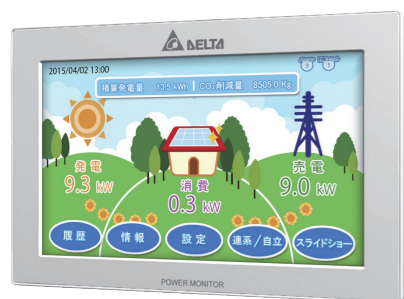 DELTA
2015/04/02 13:00
5 1
積算発電量 13.5 kWh CO2削減量 8505.0 Kg
発電
9.3 kW
消費
0.3 kW
売電
9.0 kW
履歴
情報
設定
連系/自立
スライドショー
POWER MONITOR